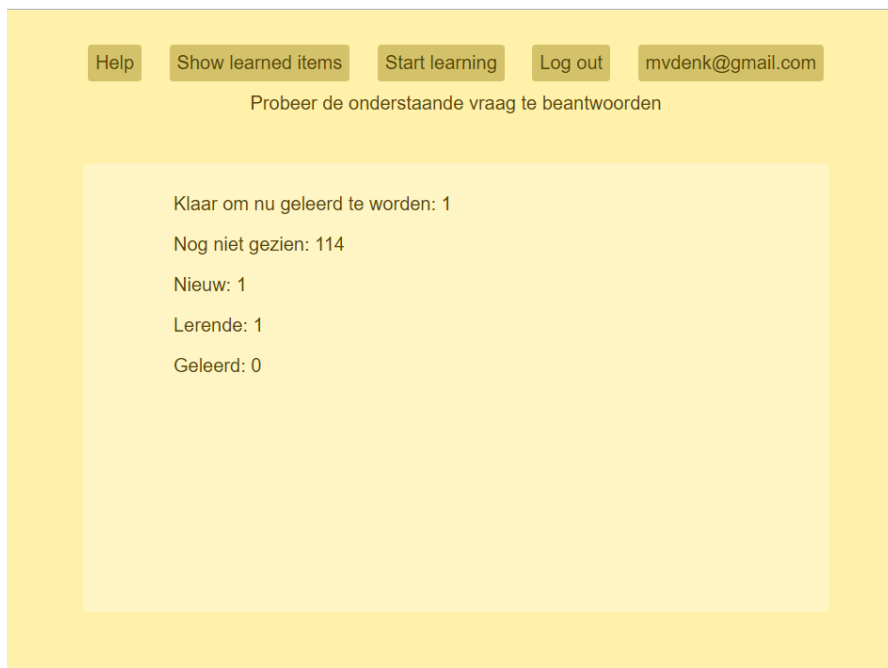 Help Show learned items Start learning Log out mvdenk@gmail.com
Probeer de onderstaande vraag te beantwoorden
Klaar om nu geleerd te worden: 1
Nog niet gezien: 114
Nieuw: 1
Lerende: 1
Geleerd: 0